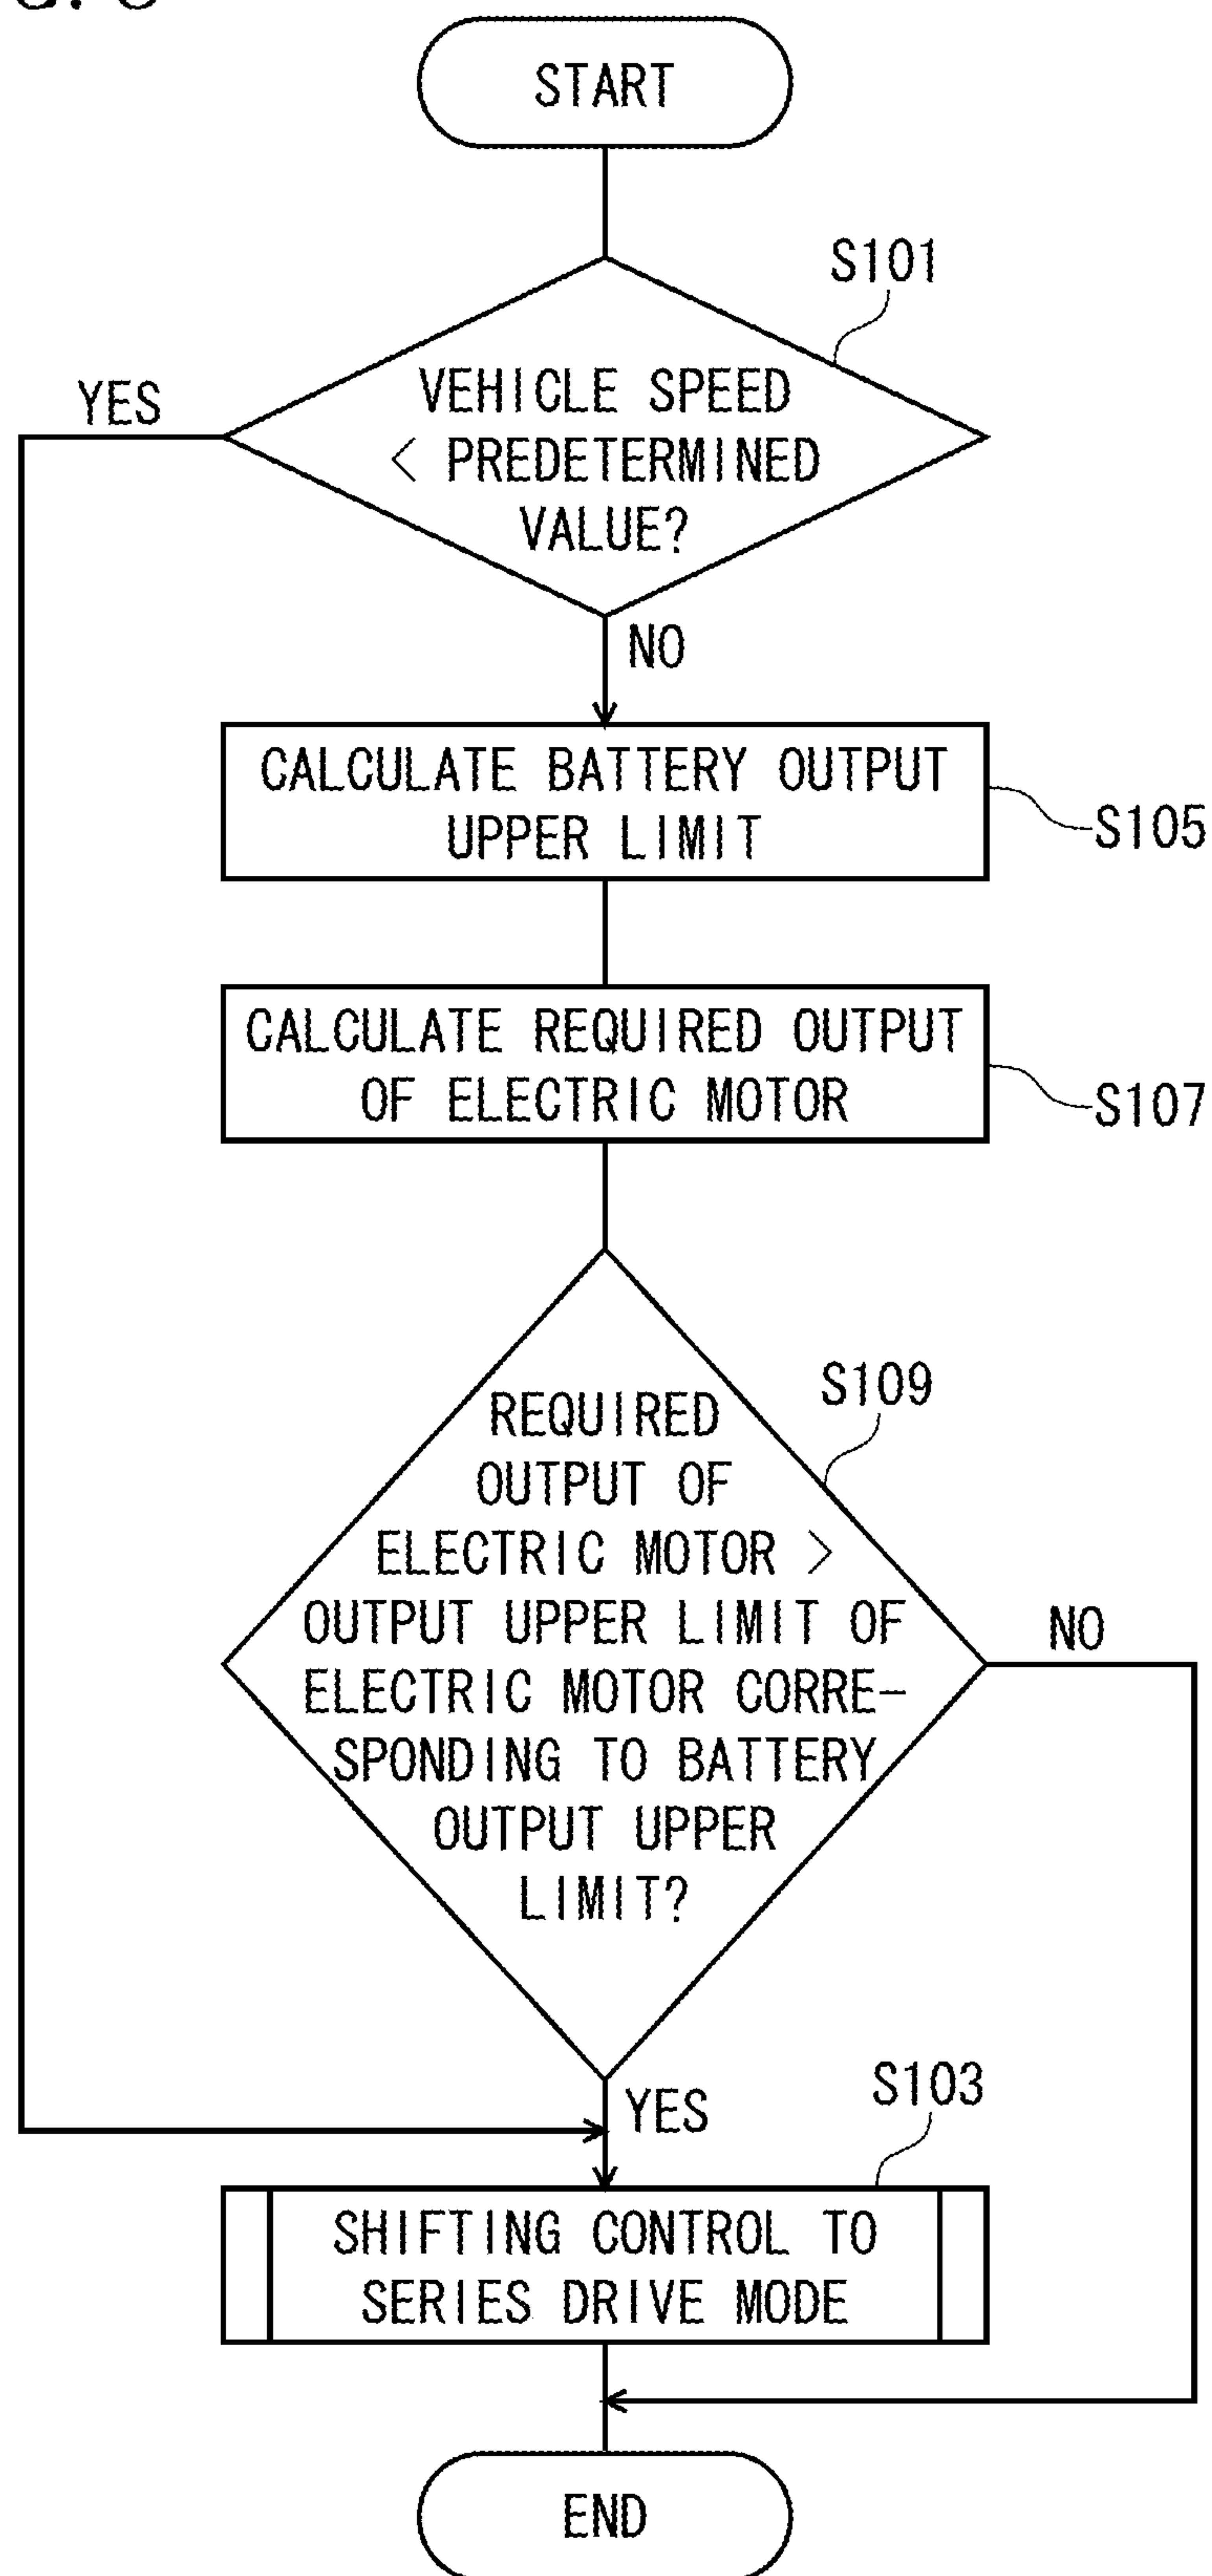 START
S101
YES
VEHICLE SPEED
< PREDETERMINED
VALUE?
NO
CALCULATE BATTERY OUTPUT
UPPER LIMIT
S105
CALCULATE REQUIRED OUTPUT
OF ELECTRIC MOTOR
S107
S109
REQUIRED
OUTPUT OF
ELECTRIC MOTOR >
OUTPUT UPPER LIMIT OF
ELECTRIC MOTOR CORRE-
SPONDING TO BATTERY
OUTPUT UPPER
LIMIT?
NO
YES
S103
SHIFTING CONTROL TO
SERIES DRIVE MODE
END